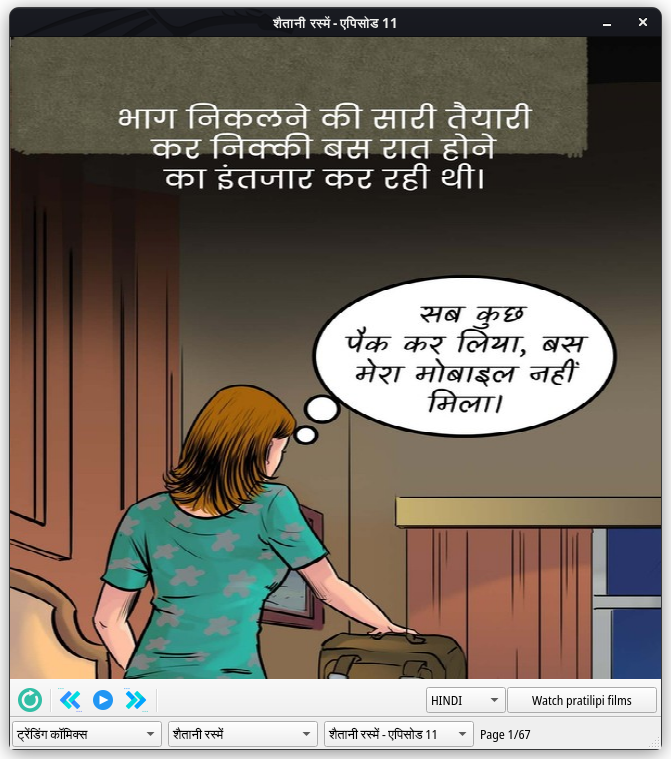 शैतानी रस्में - एपिसोड 11
भाग निकलने की सारी तैयारी
कर निक्की बस रात होने
का इंतजार कर रही थी।
सब कुछ
पैक कर लिया, बस
मेरा मोबाइल नहीं
मिला।
HINDI
Watch pratilipi films
ट्रेंडिंग कॉमिक्स
शैतानी रस्में
शैतानी रस्में - एपिसोड 11
Page 1/67